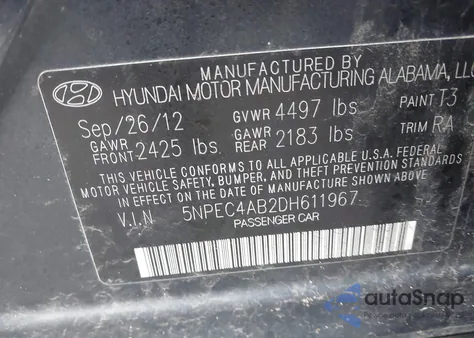 MANUFACTURED BY
HYUNDAI MOTOR MANUFACTURING ALABAMA, LLC
Sep/26/12 GVWR 4497 lbs PAINT T3
GAWR FRONT 2425 lbs GAWR REAR 2183 lbs TRIM RA
THIS VEHICLE CONFORMS TO ALL APPLICABLE U.S.A. FEDERAL
MOTOR VEHICLE SAFETY, BUMPER, AND THEFT PREVENTION
STANDARDS IN EFFECT ON THE DATE OF MANUFACTURE SHOWN ABOVE.
V.I.N 5NPEC4AB2DH611967
PASSENGER CAR
autoSnap